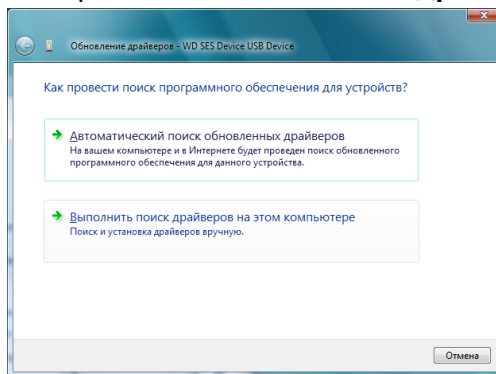 Обновление драйверов - WD SES Device USB Device
Как провести поиск программного обеспечения для устройств?
Автоматический поиск обновленных драйверов
На вашем компьютере и в Интернете будет проведен поиск обновленного
программного обеспечения для данного устройства.
Выполнить поиск драйверов на этом компьютере
Поиск и установка драйверов вручную.
Отмена